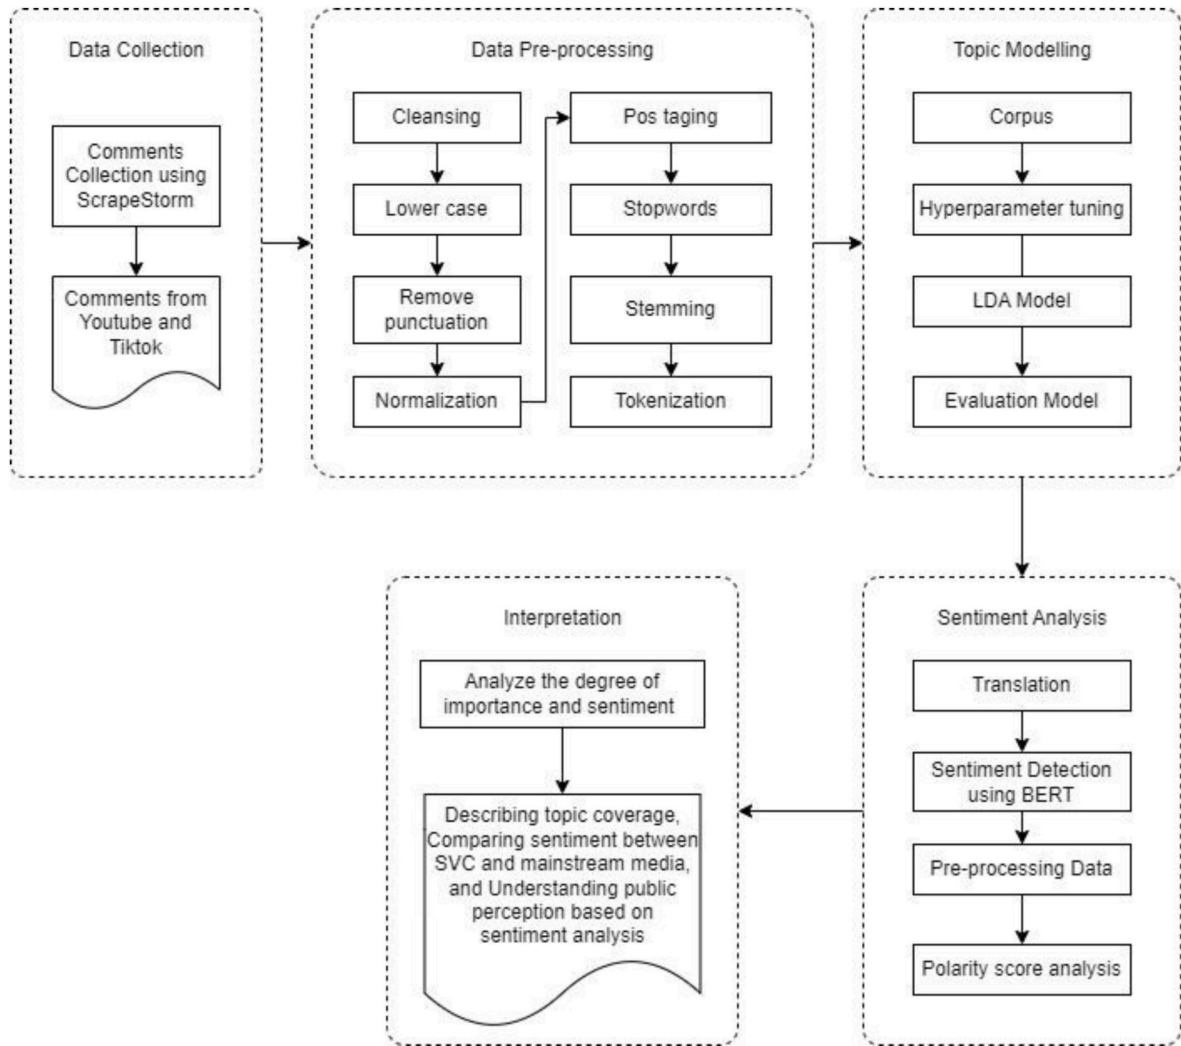 Data Collection
Comments
Collection using
ScrapeStorm
Comments from
Youtube and
Tiktok
Data Pre-processing
Cleansing
Lower case
Remove
punctuation
Normalization
Pos taging
Stopwords
Stemming
Tokenization
Topic Modelling
Corpus
Hyperparameter tuning
LDA Model
Evaluation Model
Sentiment Analysis
Translation
Sentiment Detection
using BERT
Pre-processing Data
Polarity score analysis
Interpretation
Analyze the degree of
importance and sentiment
Describing topic coverage,
Comparing sentiment between
SVC and mainstream media,
and Understanding public
perception based on
sentiment analysis